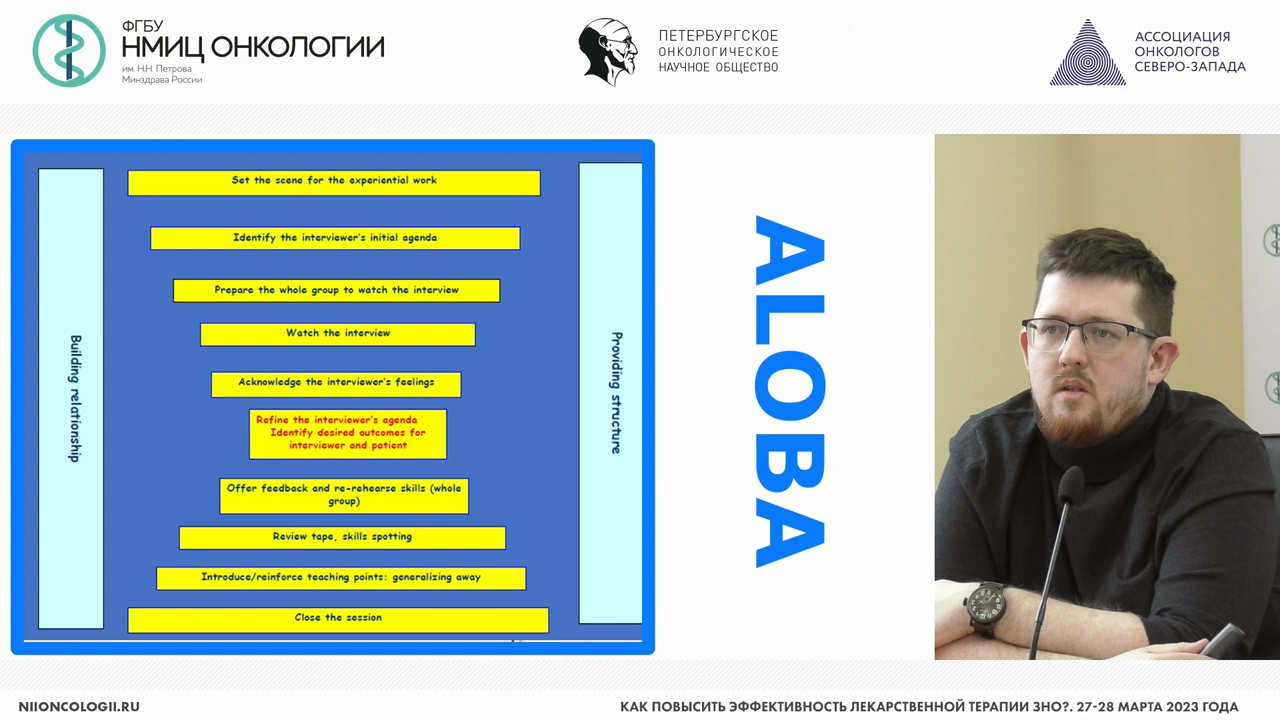 ФГБУ
НМИЦ ОНКОЛОГИИ
им. Н.Н. Петрова
Минздрава России
ПЕТЕРБУРГСКОЕ
ОНКОЛОГИЧЕСКОЕ
НАУЧНОЕ ОБЩЕСТВО
АССОЦИАЦИЯ
ОНКОЛОГОВ
СЕВЕРО-ЗАПАДА
Building relationship
Set the scene for the experiential work
Identify the interviewer's initial agenda
Prepare the whole group to watch the interview
Watch the interview
Acknowledge the interviewer's feelings
Refine the interviewer's agenda
Identify desired outcomes for
interviewer and patient
Offer feedback and re-rehearse skills (whole
group)
Review tape, skills spotting
Introduce/reinforce teaching points: generalizing away
Close the session
Providing structure
ALOBA
NIIONCOLOGII.RU
КАК ПОВЫСИТЬ ЭФФЕКТИВНОСТЬ ЛЕКАРСТВЕННОЙ ТЕРАПИИ ЗНО?. 27-28 МАРТА 2023 ГОДА